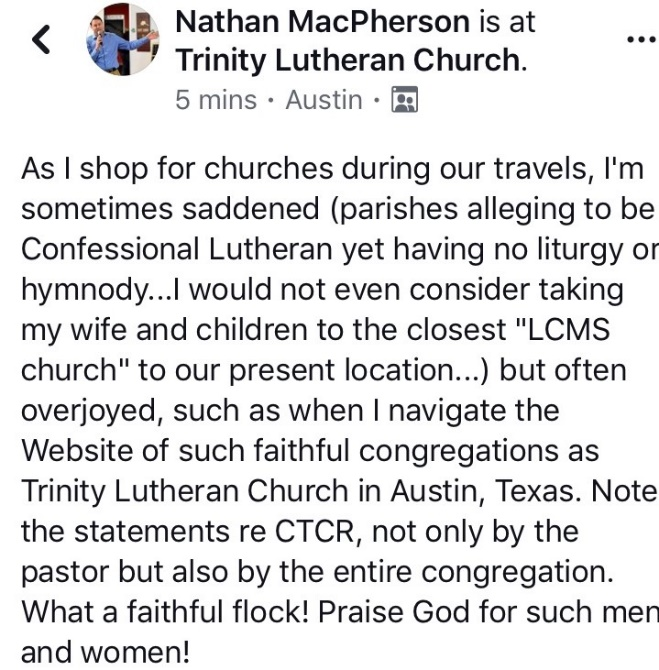 Nathan MacPherson is at
Trinity Lutheran Church.
5 mins · Austin ·
As I shop for churches during our travels, I'm
sometimes saddened (parishes alleging to be
Confessional Lutheran yet having no liturgy or
hymnody...I would not even consider taking
my wife and children to the closest "LCMS
church" to our present location...) but often
overjoyed, such as when I navigate the
Website of such faithful congregations as
Trinity Lutheran Church in Austin, Texas. Note
the statements re CTCR, not only by the
pastor but also by the entire congregation.
What a faithful flock! Praise God for such men
and women!